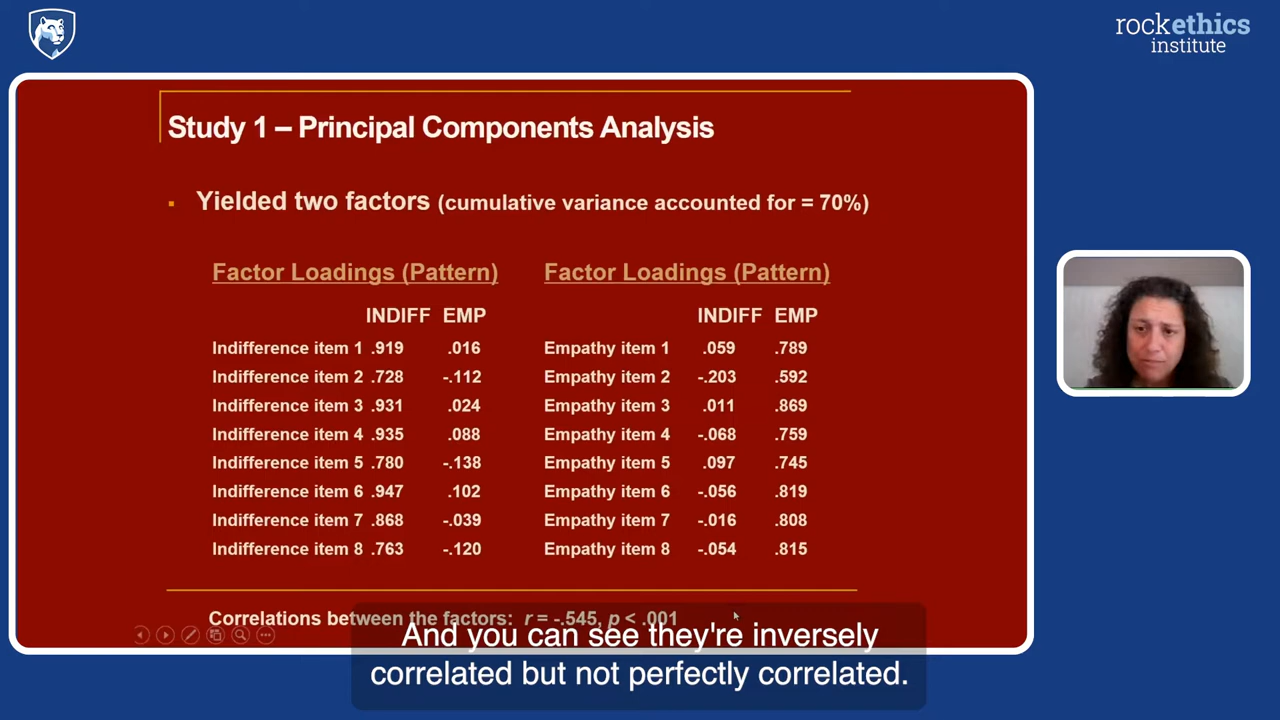 rockethics
institute
Study 1 – Principal Components Analysis
▪ Yielded two factors (cumulative variance accounted for = 70%)
Factor Loadings (Pattern) Factor Loadings (Pattern)
INDIFF EMP INDIFF EMP
Indifference item 1 .919 .016 Empathy item 1 .059 .789
Indifference item 2 .728 -.112 Empathy item 2 -.203 .592
Indifference item 3 .931 .024 Empathy item 3 .011 .869
Indifference item 4 .935 .088 Empathy item 4 -.068 .759
Indifference item 5 .780 -.138 Empathy item 5 .097 .745
Indifference item 6 .947 .102 Empathy item 6 -.056 .819
Indifference item 7 .868 -.039 Empathy item 7 -.016 .808
Indifference item 8 .763 -.120 Empathy item 8 -.054 .815
Correlations between the factors: r = -.545, p < .001
And you can see they're inversely
correlated but not perfectly correlated.